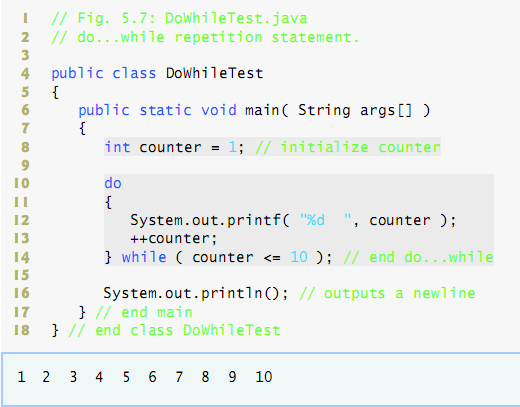 1 // Fig. 5.7: DoWhileTest.java
2 // do...while repetition statement.
3
4 public class DoWhileTest
5 {
6 public static void main( String args[] )
7 {
8 int counter = 1; // initialize counter
9
10 do
11 {
12 System.out.printf( "%d  ", counter );
13 ++counter;
14 } while ( counter <= 10 ); // end do...while
15
16 System.out.println(); // outputs a newline
17 } // end main
18 } // end class DoWhileTest
1 2 3 4 5 6 7 8 9 10